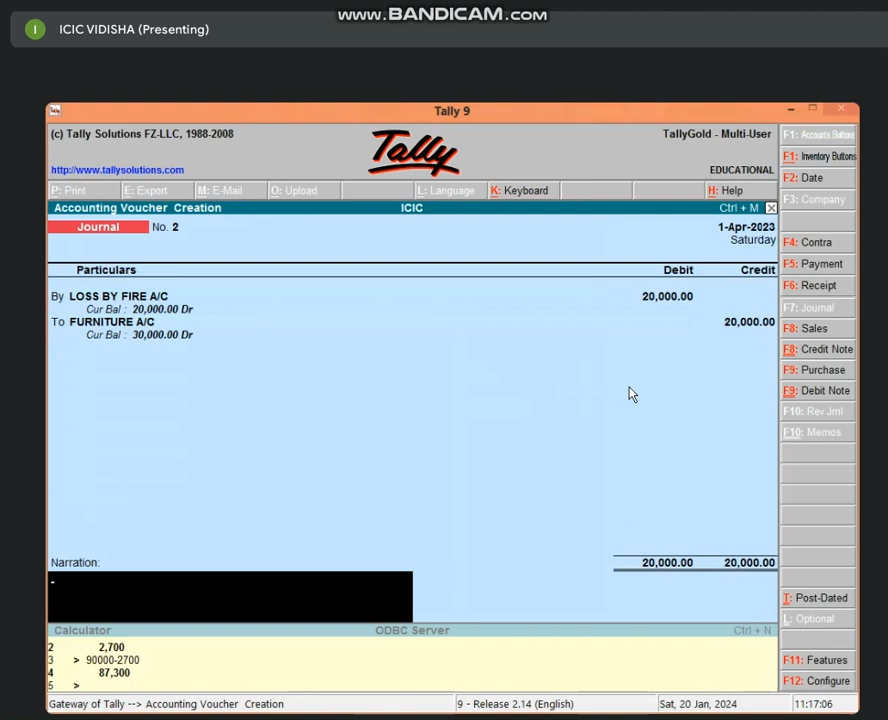 www.BANDICAM.com
I ICIC VIDISHA (Presenting)
Tally 9
(c) Tally Solutions FZ-LLC, 1988-2008
TallyGold - Multi-User
Tally
http://www.tallysolutions.com
EDUCATIONAL
P: Print E: Export M: E-Mail O: Upload L: Language K: Keyboard H: Help
Accounting Voucher Creation ICIC Ctrl + M
Journal No. 2 1-Apr-2023
Saturday
Particulars Debit Credit
By LOSS BY FIRE A/C 20,000.00
Cur Bal : 20,000.00 Dr
To FURNITURE A/C 20,000.00
Cur Bal : 30,000.00 Dr
Narration: 20,000.00 20,000.00
Calculator ODBC Server Ctrl + N
2 2,700
3 > 90000-2700
4 87,300
5 >
F1: Accounts Buttons
F1: Inventory Buttons
F2: Date
F3: Company
F4: Contra
F5: Payment
F6: Receipt
F7: Journal
F8: Sales
F8: Credit Note
F9: Purchase
F9: Debit Note
F10: Rev Jrnl
F10: Memos
T: Post-Dated
L: Optional
F11: Features
F12: Configure
Gateway of Tally --> Accounting Voucher Creation 9 - Release 2.14 (English) Sat, 20 Jan, 2024 11:17:06